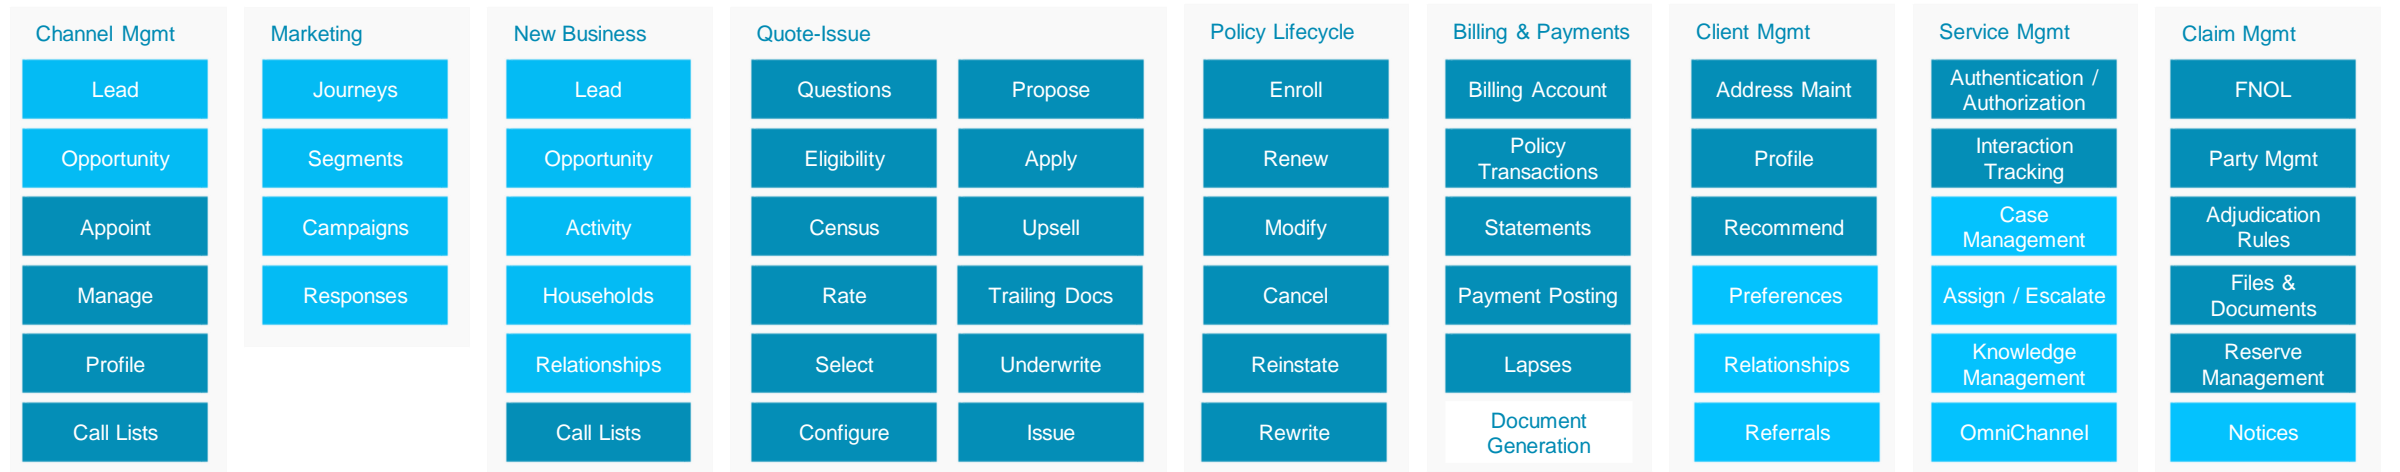 Channel Mgmt
Lead
Opportunity
Appoint
Manage
Profile
Call Lists
Marketing
Journeys
Segments
Campaigns
Responses
New Business
Lead
Opportunity
Activity
Households
Relationships
Call Lists
Quote-Issue
Questions
Eligibility
Census
Rate
Select
Configure
Propose
Apply
Upsell
Trailing Docs
Underwrite
Issue
Policy Lifecycle
Enroll
Renew
Modify
Cancel
Reinstate
Rewrite
Billing & Payments
Billing Account
Policy
Transactions
Statements
Payment Posting
Lapses
Document
Generation
Client Mgmt
Address Maint
Profile
Recommend
Preferences
Relationships
Referrals
Service Mgmt
Authentication /
Authorization
Interaction
Tracking
Case
Management
Assign / Escalate
Knowledge
Management
OmniChannel
Claim Mgmt
FNOL
Party Mgmt
Adjudication
Rules
Files &
Documents
Reserve
Management
Notices